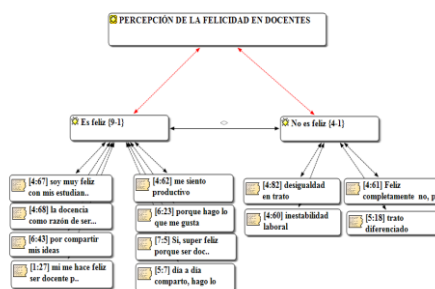 PERCEPCIÓN DE LA FELICIDAD EN DOCENTES
Es feliz {9-1}
No es feliz {4-1}
[4:67] soy muy feliz
con mis estudian..
[4:68] la docencia
como razón de ser...
[6:43] por compartir
mis ideas
[1:27] mi me hace feliz
ser docente p..
[4:62] me siento
productivo
[6:23] porque hago lo
que me gusta
[7:5] Si, super feliz
porque ser doc..
[5:7] día a día
comparto, hago lo
[4:82] desigualdad
en trato
[4:60] inestabilidad
laboral
[4:61] Feliz
completamente no, p
[5:18] trato
diferenciado